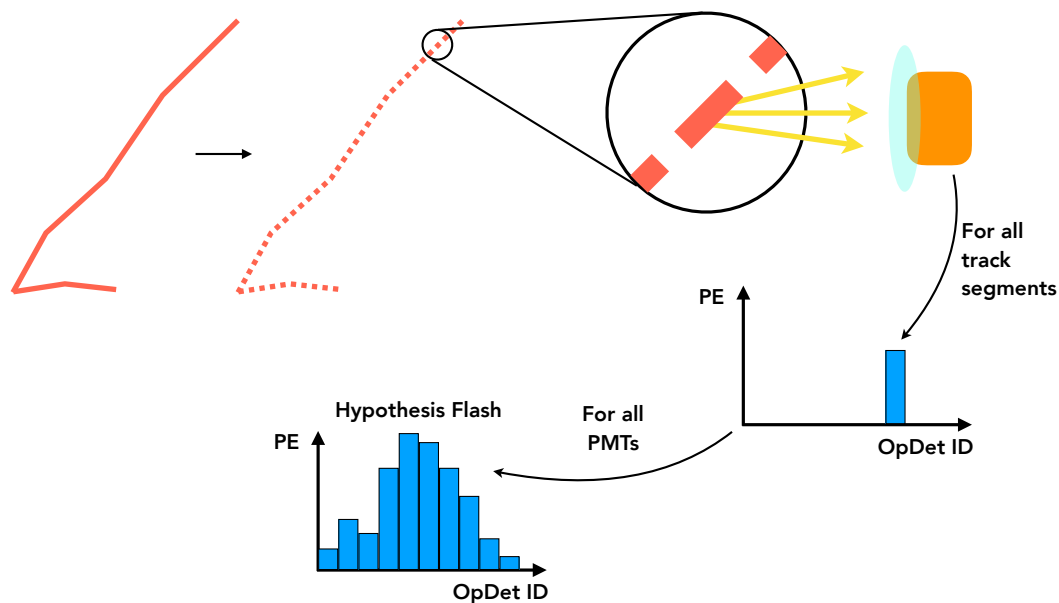 For all
track
segments
PE
OpDet ID
For all
PMTs
Hypothesis Flash
PE
OpDet ID